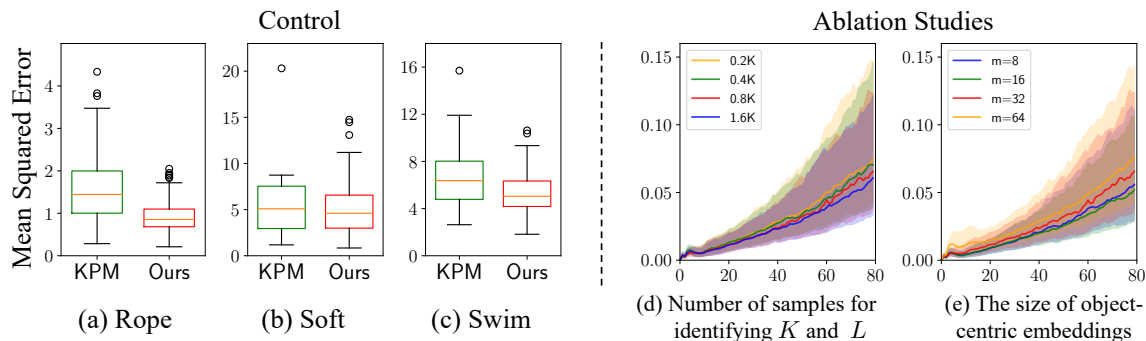 Control
Ablation Studies
Mean Squared Error
4
3
2
1
0
KPM Ours
(a) Rope
20
15
10
5
0
KPM Ours
(b) Soft
16
12
8
4
0
KPM Ours
(c) Swim
0.15
0.10
0.05
0.00
0.2K
0.4K
0.8K
1.6K
0 20 40 60 80
(d) Number of samples for
identifying K and L
0.15
0.10
0.05
0.00
m=8
m=16
m=32
m=64
0 20 40 60 80
(e) The size of object-
centric embeddings